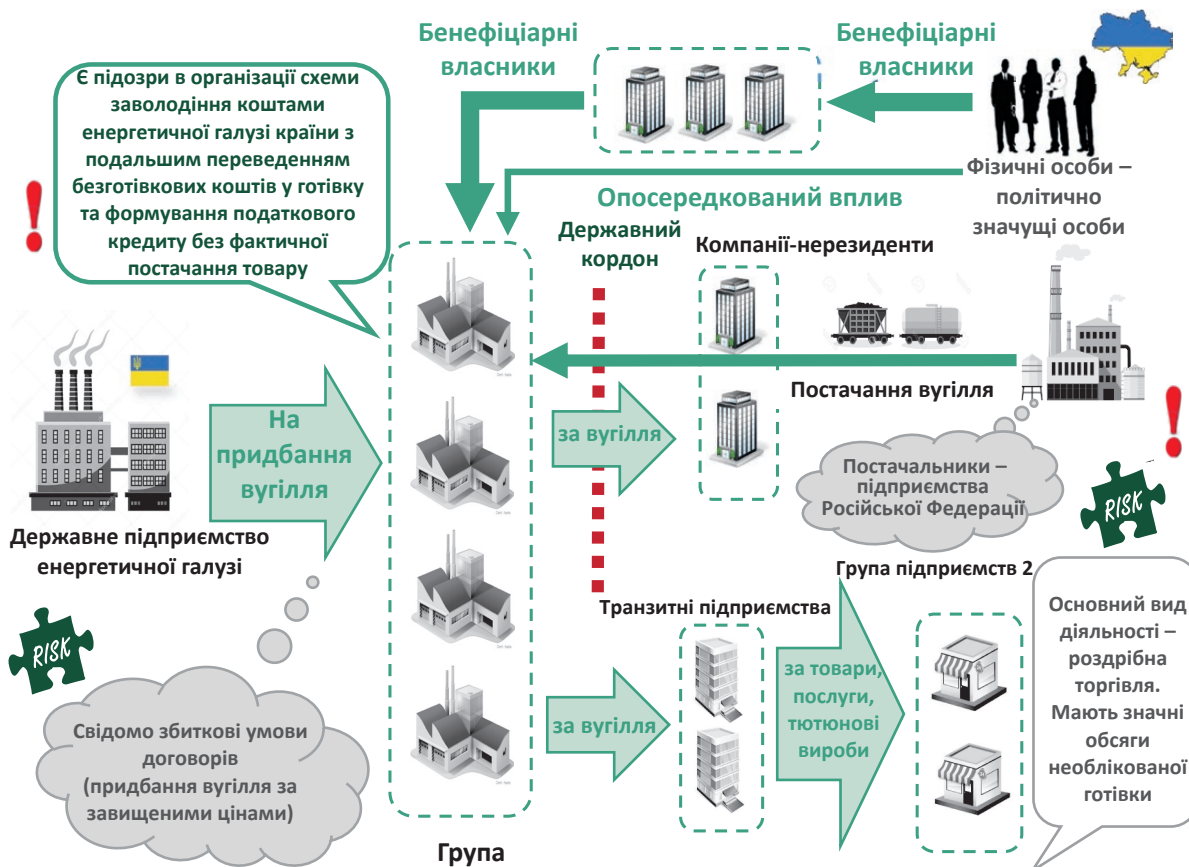 Бенефіціарні
власники
Бенефіціарні
власники
Є підозри в організації схеми
заволодіння коштами
енергетичної галузі країни з
подальшим переведенням
безготівкових коштів у готівку
та формування податкового
кредиту без фактичної
постачання товару
Фізичні особи –
політично
значущі особи
Опосередкований вплив
Державний
кордон
Компанії-нерезиденти
На
придбання
вугілля
за вугілля
Постачання вугілля
Постачальники –
підприємства
Російської Федерації
RISK
Державне підприємство
енергетичної галузі
RISK
Свідомо збиткові умови
договорів
(придбання вугілля за
завищеними цінами)
Транзитні підприємства
Група підприємств 2
за вугілля
за товари,
послуги,
тютюнові
вироби
Основний вид
діяльності –
роздрібна
торгівля.
Мають значні
обсяги
необлікованої
готівки
Група